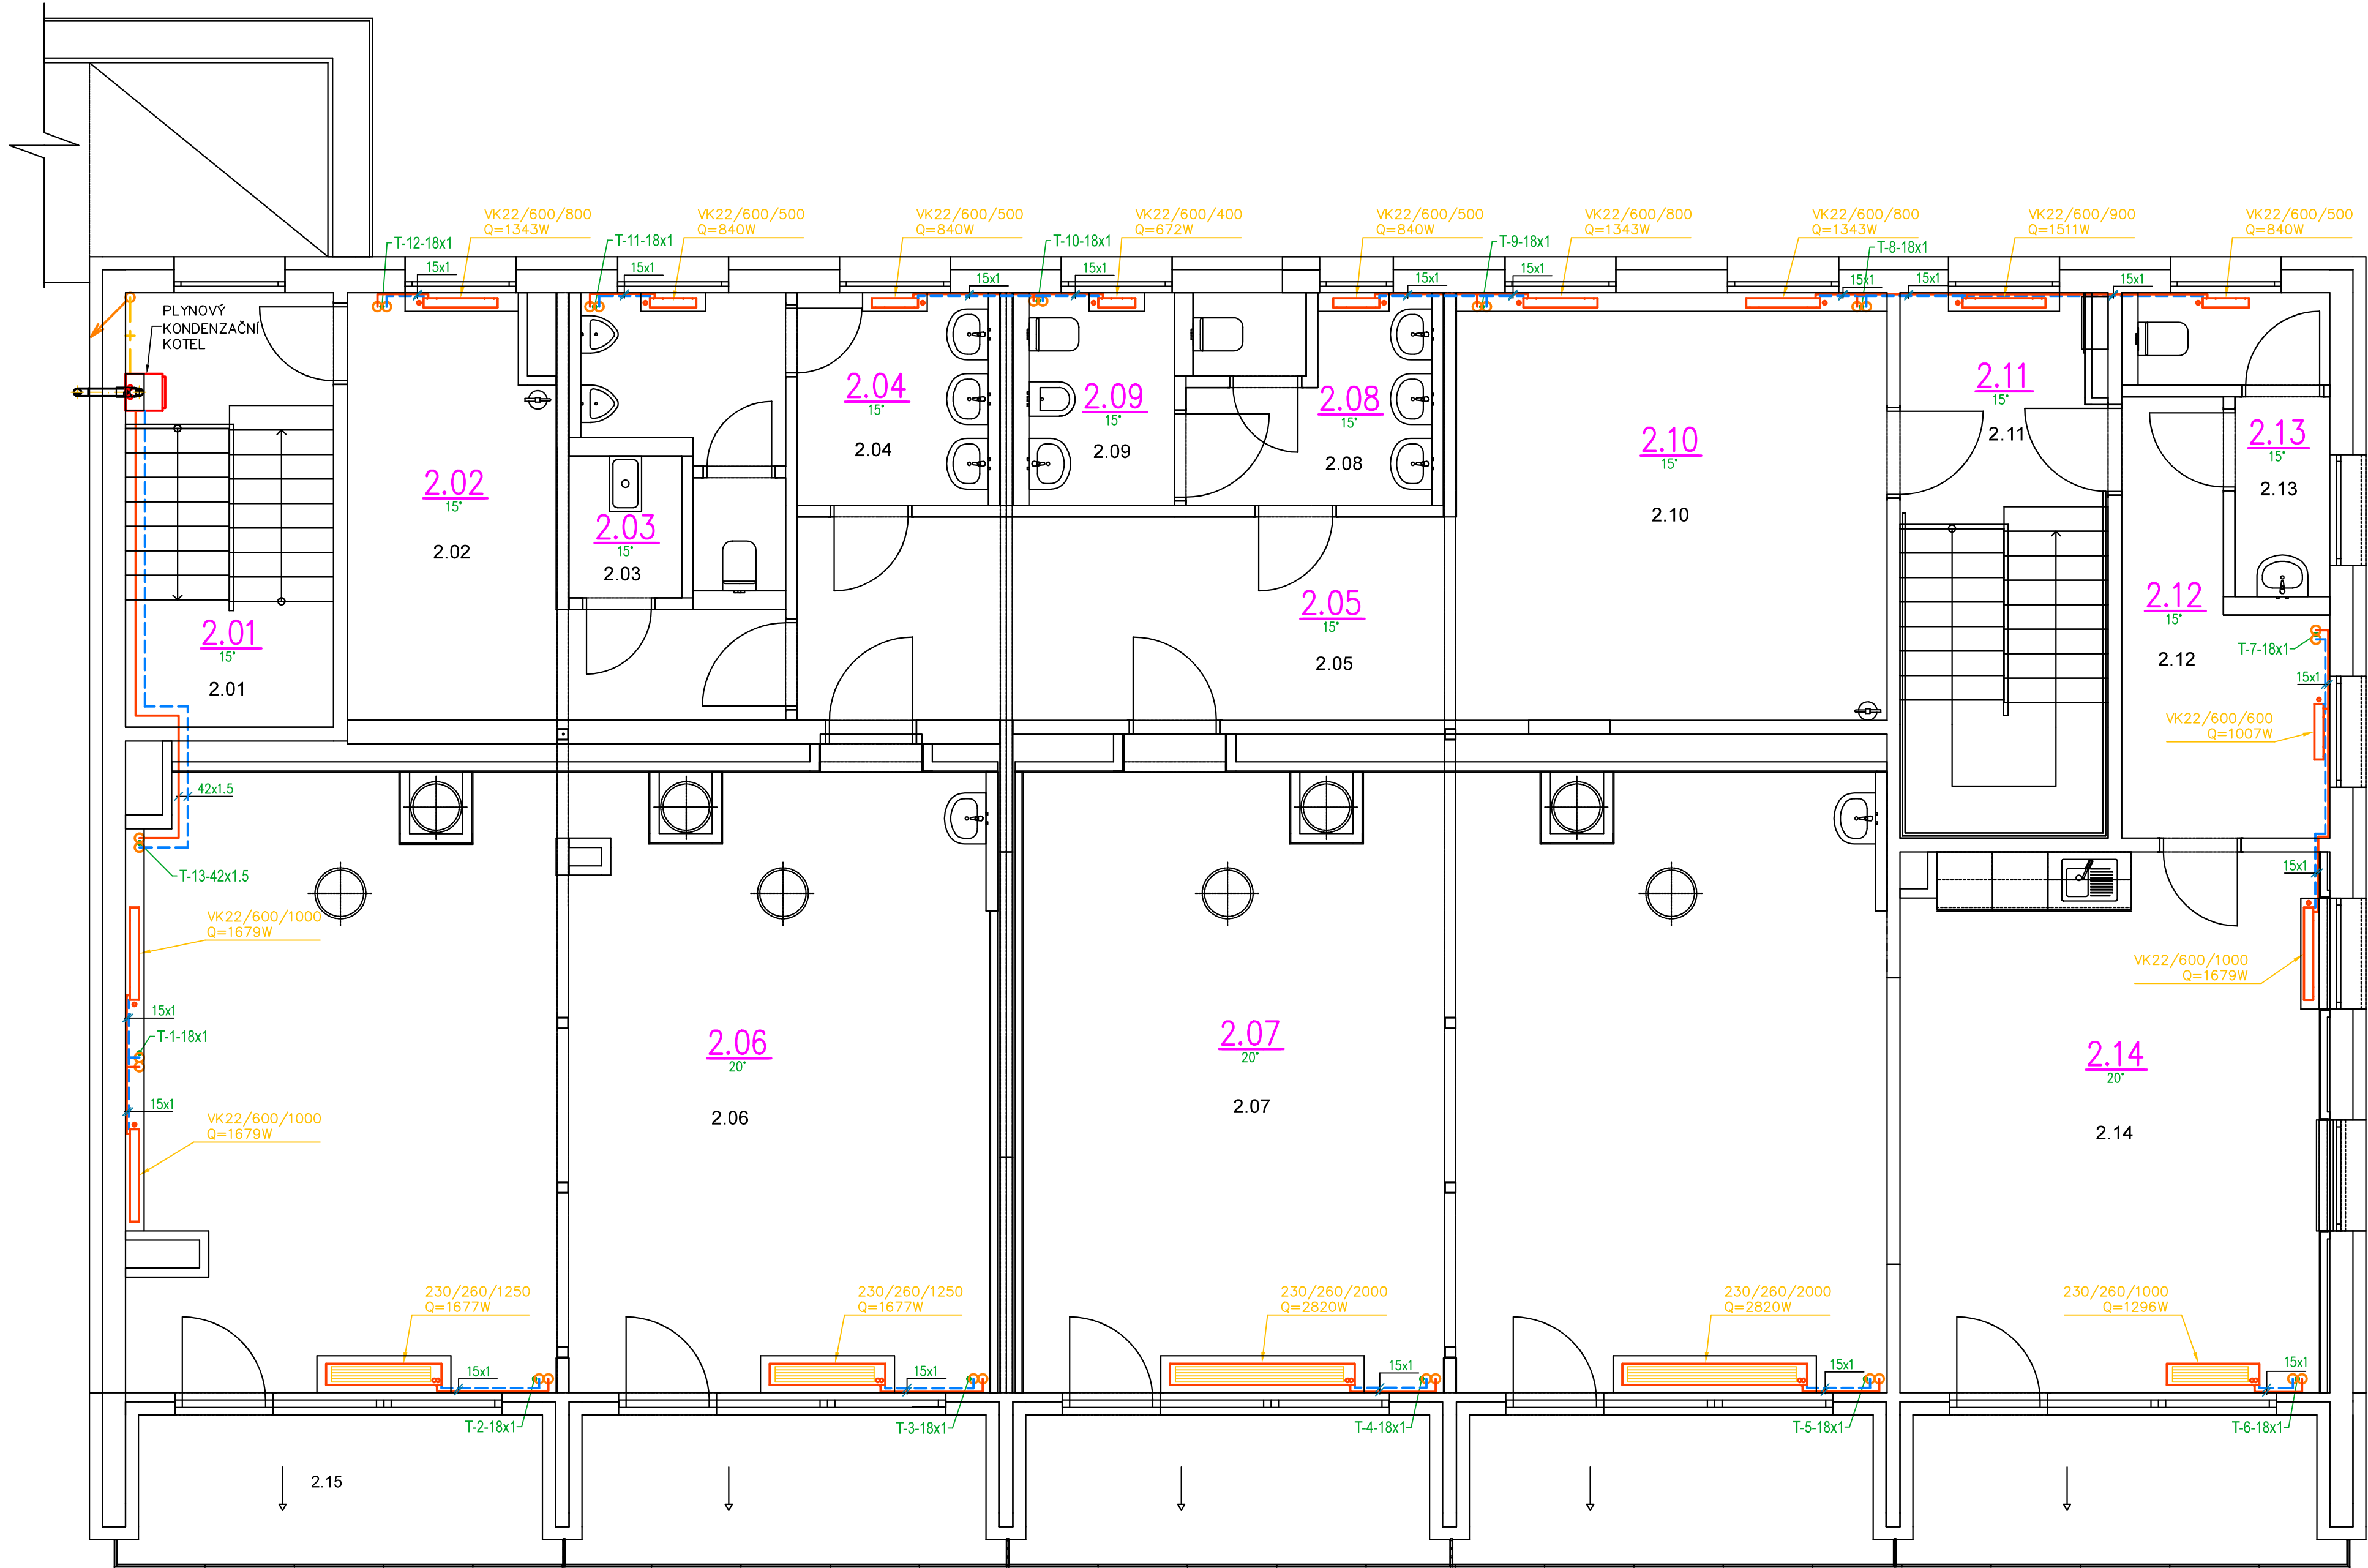 VK22/600/800
Q=1343W
VK22/600/500
Q=840W
VK22/600/500
Q=840W
VK22/600/400
Q=672W
VK22/600/500
Q=840W
VK22/600/800
Q=1343W
VK22/600/800
Q=1343W
VK22/600/900
Q=1511W
VK22/600/500
Q=840W
T-12-18x1
T-11-18x1
T-10-18x1
T-9-18x1
T-8-18x1
15x1
15x1
15x1
15x1
15x1
15x1
15x1
15x1
15x1
PLYNOVÝ
KONDENZAČNÍ
KOTEL
2.04
15°
2.04
2.09
15°
2.09
2.08
15°
2.08
2.11
15°
2.11
2.10
15°
2.10
2.13
15°
2.13
2.02
15°
2.02
2.03
15°
2.03
2.01
15°
2.01
2.05
15°
2.05
2.12
15°
2.12
T-7-18x1
15x1
VK22/600/600
Q=1007W
42x1.5
T-13-42x1.5
15x1
VK22/600/1000
Q=1679W
VK22/600/1000
Q=1679W
15x1
T-1-18x1
15x1
VK22/600/1000
Q=1679W
2.06
20°
2.06
2.07
20°
2.07
2.14
20°
2.14
230/260/1250
Q=1677W
230/260/1250
Q=1677W
230/260/2000
Q=2820W
230/260/2000
Q=2820W
230/260/1000
Q=1296W
15x1
15x1
15x1
15x1
15x1
T-2-18x1
T-3-18x1
T-4-18x1
T-5-18x1
T-6-18x1
2.15